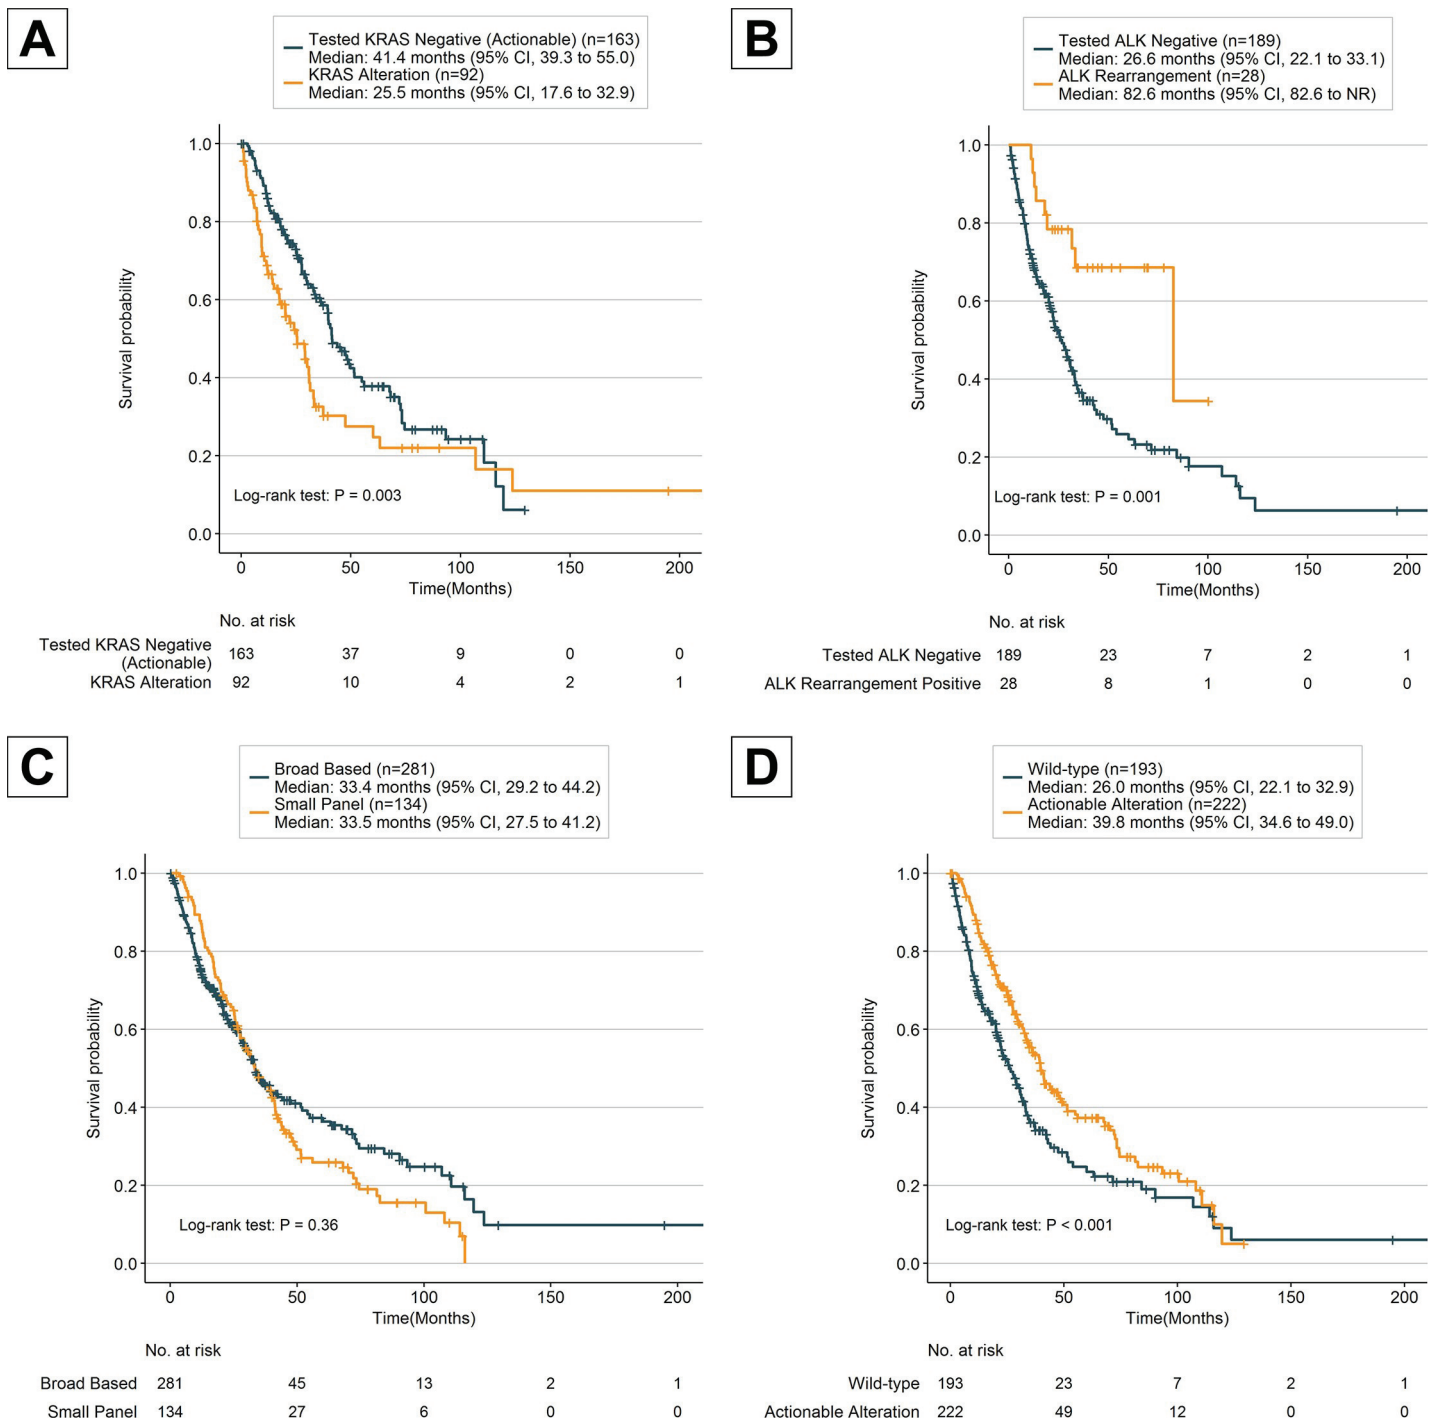 A
Tested KRAS Negative (Actionable) (n=163)
Median: 41.4 months (95% CI, 39.3 to 55.0)
KRAS Alteration (n=92)
Median: 25.5 months (95% CI, 17.6 to 32.9)
1.0
0.8
0.6
0.4
0.2
0.0
Survival probability
Log-rank test: P = 0.003
0 50 100 150 200
Time(Months)
No. at risk
Tested KRAS Negative
(Actionable) 163 37 9 0 0
KRAS Alteration 92 10 4 2 1
B
Tested ALK Negative (n=189)
Median: 26.6 months (95% CI, 22.1 to 33.1)
ALK Rearrangement (n=28)
Median: 82.6 months (95% CI, 82.6 to NR)
1.0
0.8
0.6
0.4
0.2
0.0
Survival probability
Log-rank test: P = 0.001
0 50 100 150 200
Time(Months)
No. at risk
Tested ALK Negative 189 23 7 2 1
ALK Rearrangement Positive 28 8 1 0 0
C
Broad Based (n=281)
Median: 33.4 months (95% CI, 29.2 to 44.2)
Small Panel (n=134)
Median: 33.5 months (95% CI, 27.5 to 41.2)
1.0
0.8
0.6
0.4
0.2
0.0
Survival probability
Log-rank test: P = 0.36
0 50 100 150 200
Time(Months)
No. at risk
Broad Based 281 45 13 2 1
Small Panel 134 27 6 0 0
D
Wild-type (n=193)
Median: 26.0 months (95% CI, 22.1 to 32.9)
Actionable Alteration (n=222)
Median: 39.8 months (95% CI, 34.6 to 49.0)
1.0
0.8
0.6
0.4
0.2
0.0
Survival probability
Log-rank test: P < 0.001
0 50 100 150 200
Time(Months)
No. at risk
Wild-type 193 23 7 2 1
Actionable Alteration 222 49 12 0 0